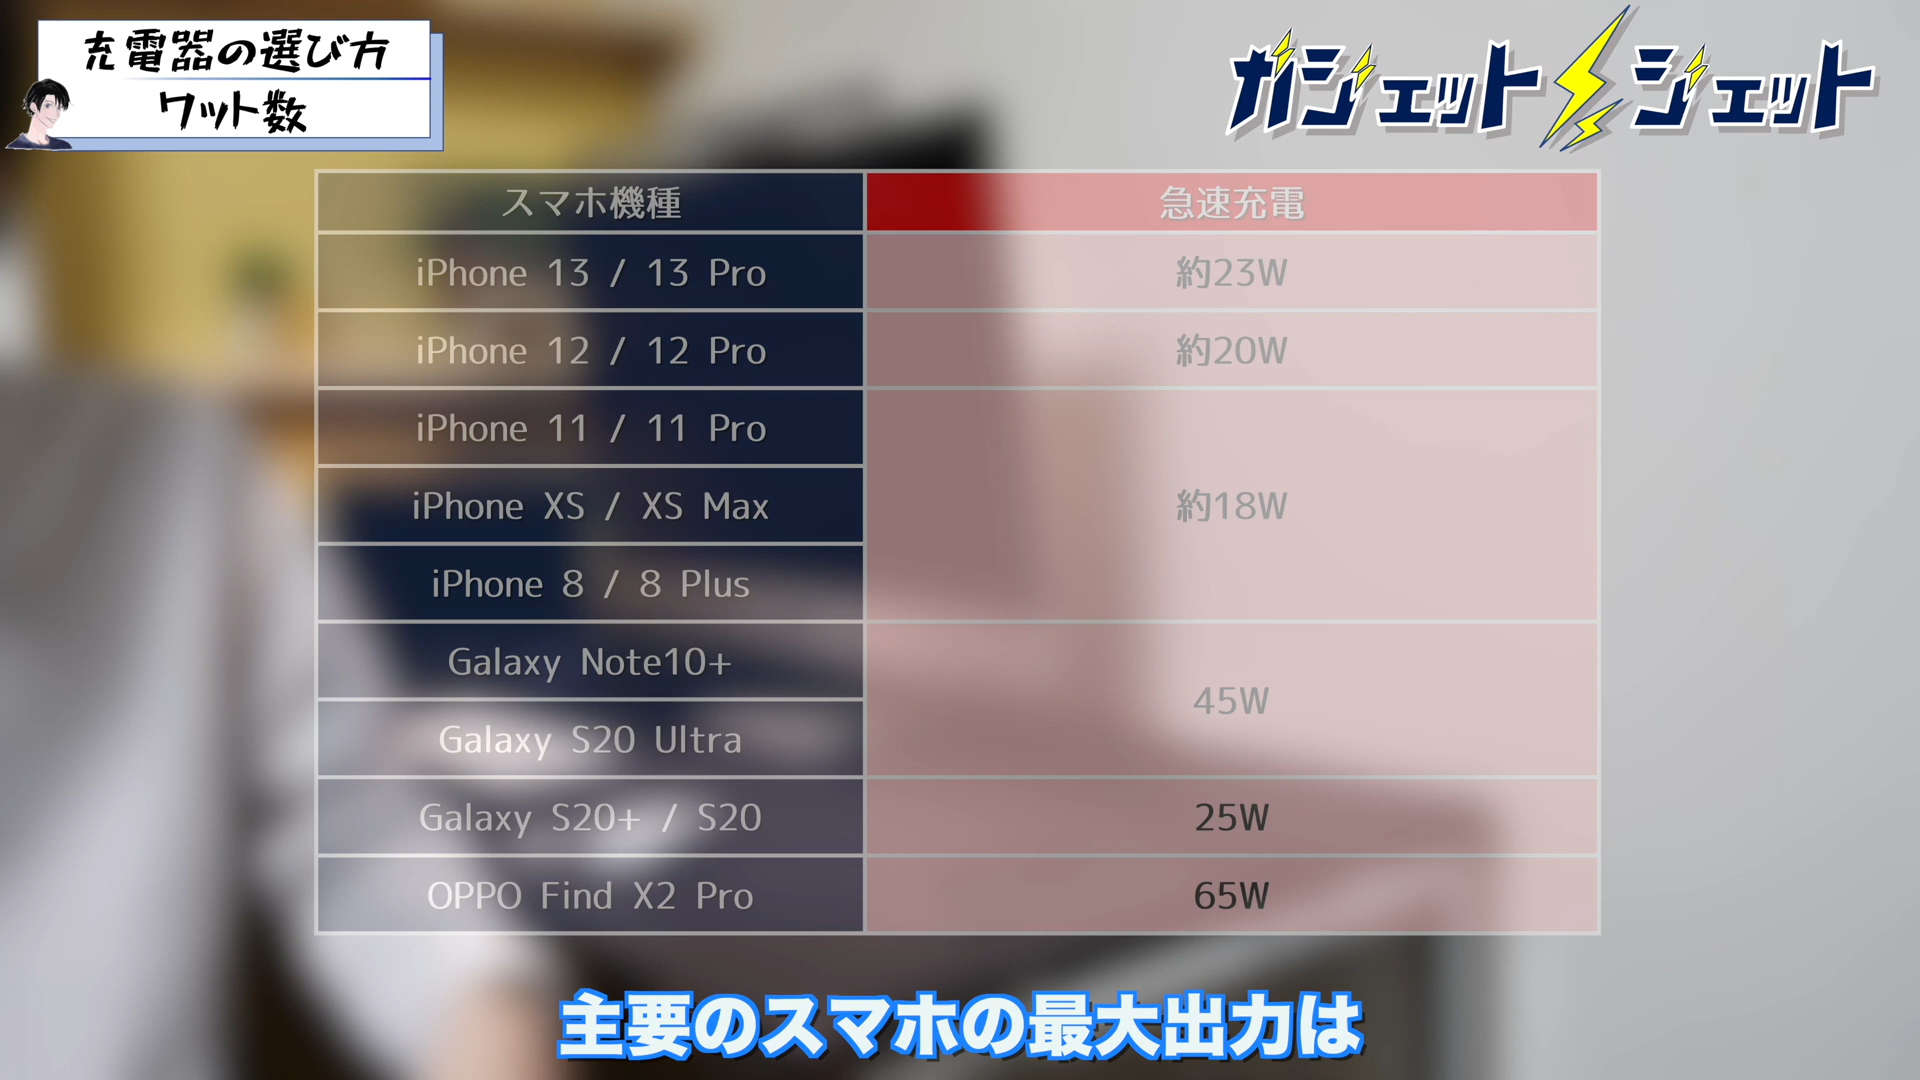 充電器の選び方
ワット数
ガジェットジェット
スマホ機種 急速充電
iPhone 13 / 13 Pro 約23W
iPhone 12 / 12 Pro 約20W
iPhone 11 / 11 Pro
iPhone XS / XS Max 約18W
iPhone 8 / 8 Plus
Galaxy Note10+
45W
Galaxy S20 Ultra
Galaxy S20+ / S20 25W
OPPO Find X2 Pro 65W
主要のスマホの最大出力は